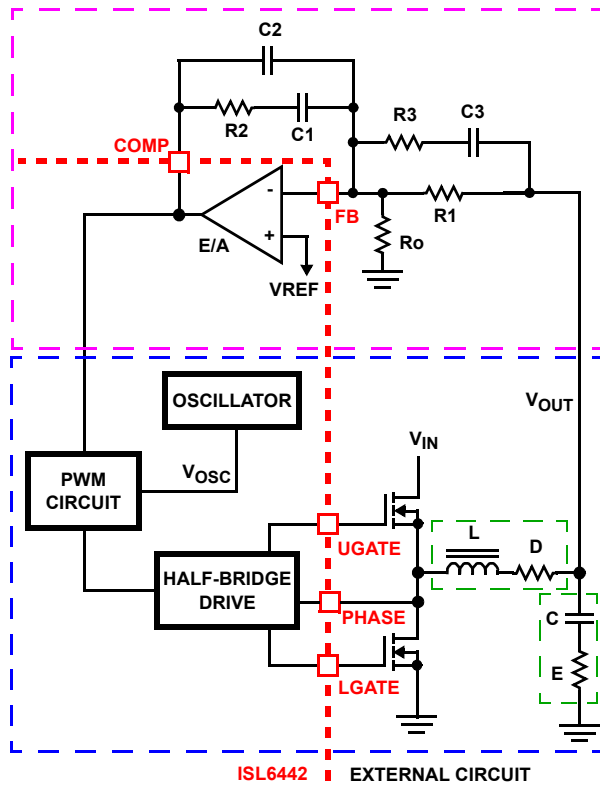 C2
R2
C1
R3
C3
COMP
-
FB
R1
E/A
+
Ro
VREF
OSCILLATOR
VOUT
VIN
PWM
CIRCUIT
VOSC
UGATE
L
D
HALF-BRIDGE
DRIVE
PHASE
C
E
LGATE
ISL6442
EXTERNAL CIRCUIT